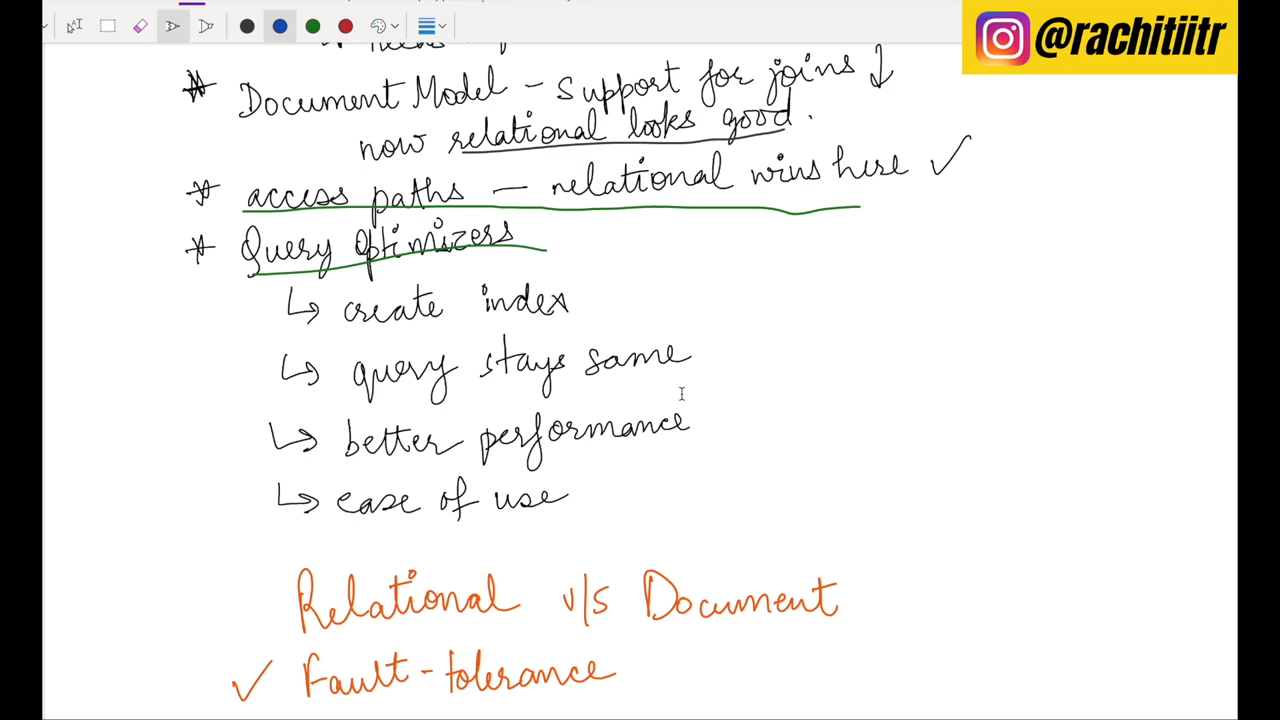 @rachitiitr
* Document Model - Support for joins ↓
now relational looks good.
* access paths — relational wins here ✓
* Query Optimizers
↳ create index
↳ query stays same
↳ better performance
↳ ease of use
Relational v/s Document
✓ Fault-tolerance